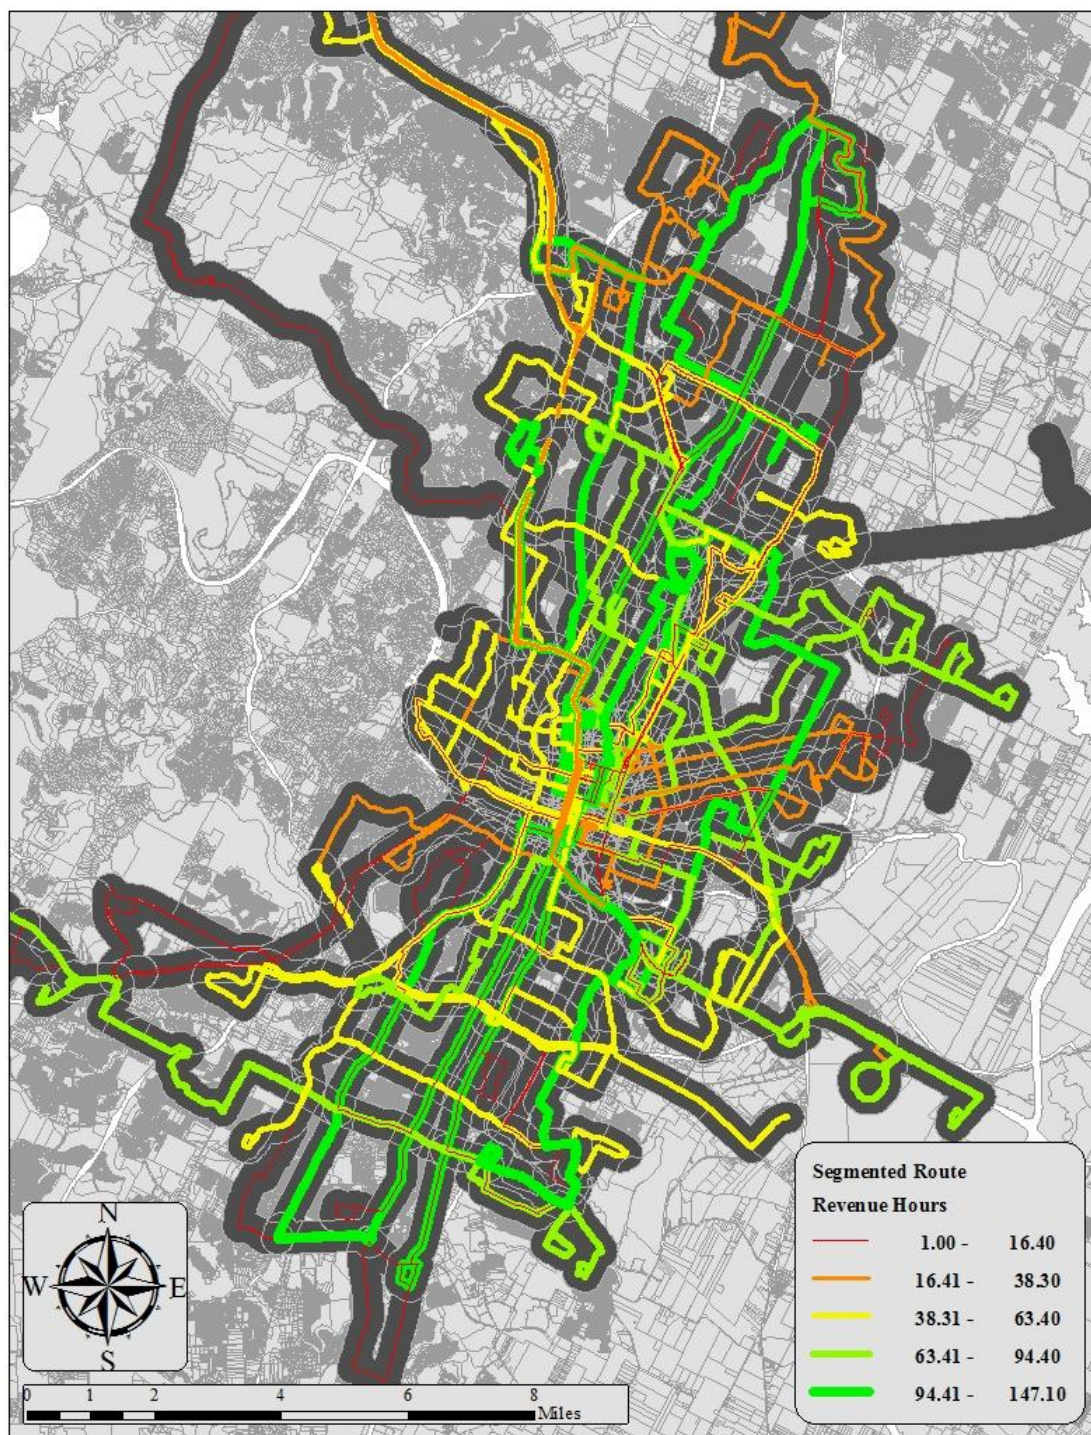 Segmented Route
Revenue Hours
1.00 - 16.40
16.41 - 38.30
38.31 - 63.40
63.41 - 94.40
94.41 - 147.10
N
W E
S
0 1 2 4 6 8
Miles